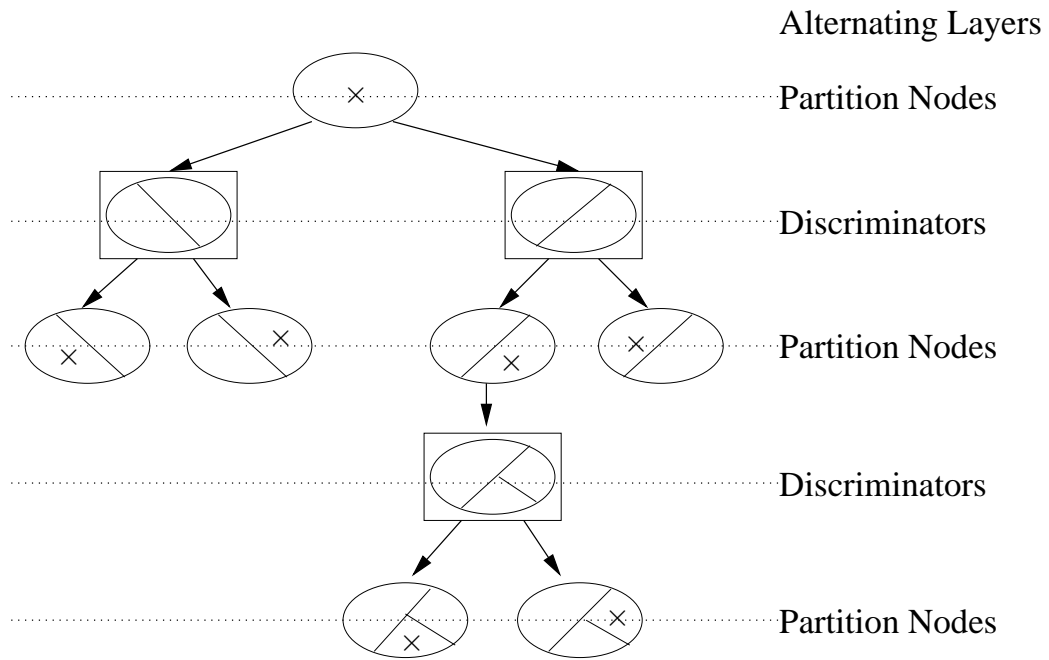 Alternating Layers
Partition Nodes
Discriminators
Partition Nodes
Discriminators
Partition Nodes